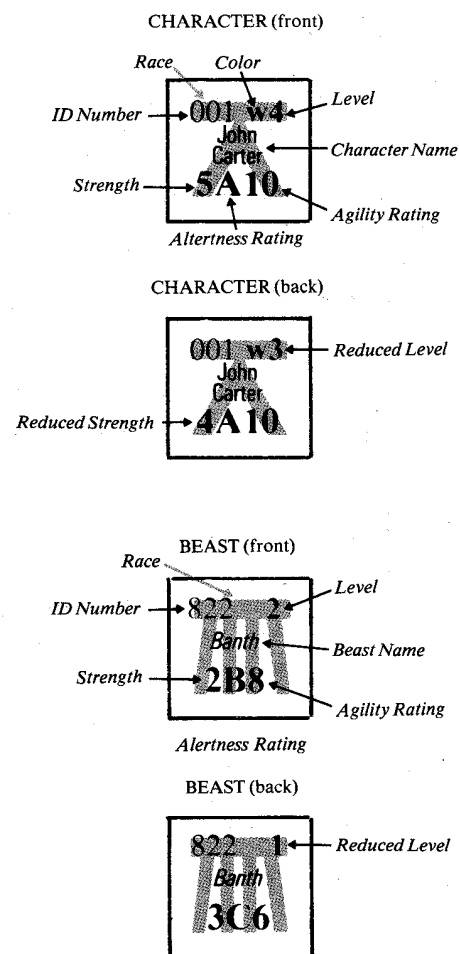 CHARACTER (front)
Race Color
ID Number 001 w4 Level
John
Carter Character Name
Strength 5A10 Agility Rating
Altertness Rating
CHARACTER (back)
001 w3 Reduced Level
John
Carter
Reduced Strength 4A10
BEAST (front)
Race
ID Number 822 2 Level
Banth Beast Name
Strength 2B8 Agility Rating
Alertness Rating
BEAST (back)
822 1 Reduced Level
Banth
3C6